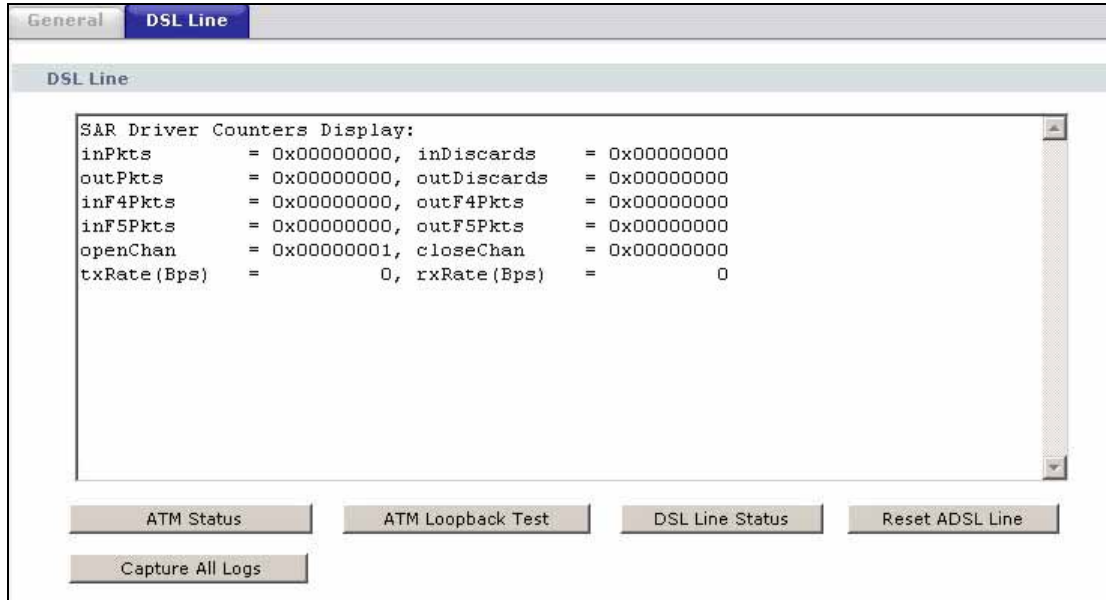 General DSL Line
DSL Line
SAR Driver Counters Display:
inPkts = 0x00000000, inDiscards = 0x00000000
outPkts = 0x00000000, outDiscards = 0x00000000
inF4Pkts = 0x00000000, outF4Pkts = 0x00000000
inF5Pkts = 0x00000000, outF5Pkts = 0x00000000
openChan = 0x00000001, closeChan = 0x00000000
txRate(Bps) = 0, rxRate(Bps) = 0
ATM Status ATM Loopback Test DSL Line Status Reset ADSL Line
Capture All Logs